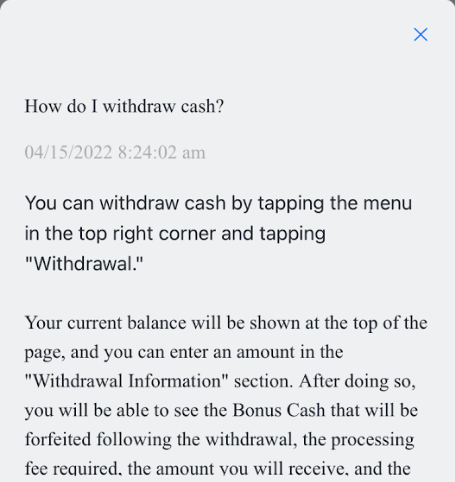 How do I withdraw cash?
04/15/2022 8:24:02 am
You can withdraw cash by tapping the menu
in the top right corner and tapping
"Withdrawal."
Your current balance will be shown at the top of the
page, and you can enter an amount in the
"Withdrawal Information" section. After doing so,
you will be able to see the Bonus Cash that will be
forfeited following the withdrawal, the processing
fee required, the amount you will receive, and the